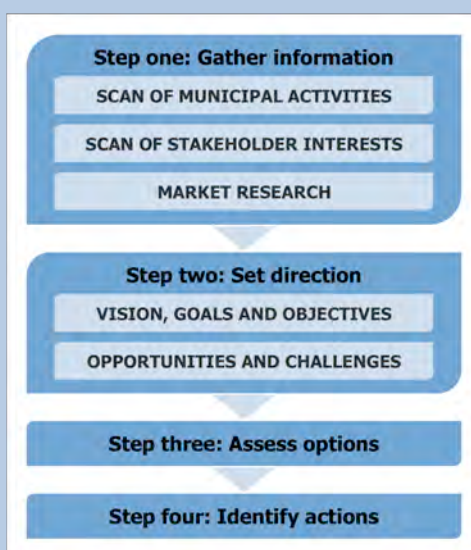 Step one: Gather information
SCAN OF MUNICIPAL ACTIVITIES
SCAN OF STAKEHOLDER INTERESTS
MARKET RESEARCH
Step two: Set direction
VISION, GOALS AND OBJECTIVES
OPPORTUNITIES AND CHALLENGES
Step three: Assess options
Step four: Identify actions